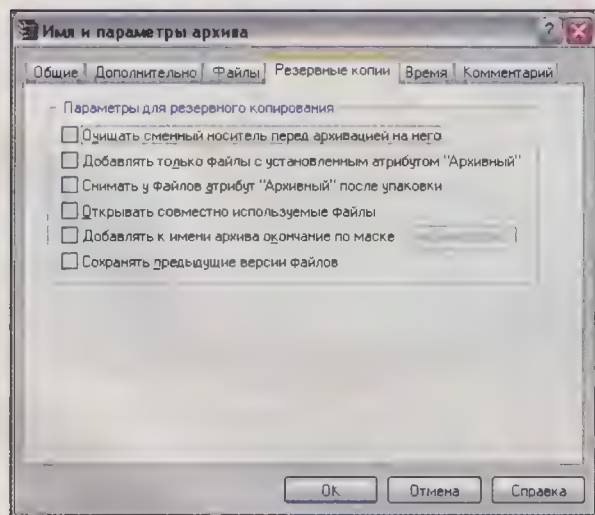 Имя и параметры архива
?
Общие Дополнительно Файлы Резервные копии Время Комментарий
Параметры для резервного копирования
Очищать сменный носитель перед архивацией на него
Добавлять только файлы с установленным атрибутом "Архивный"
Снимать у файлов атрибут "Архивный" после упаковки
Открывать совместно используемые файлы
Добавлять к имени архива окончание по маске
Сохранять предыдущие версии файлов
OK Отмена Справка